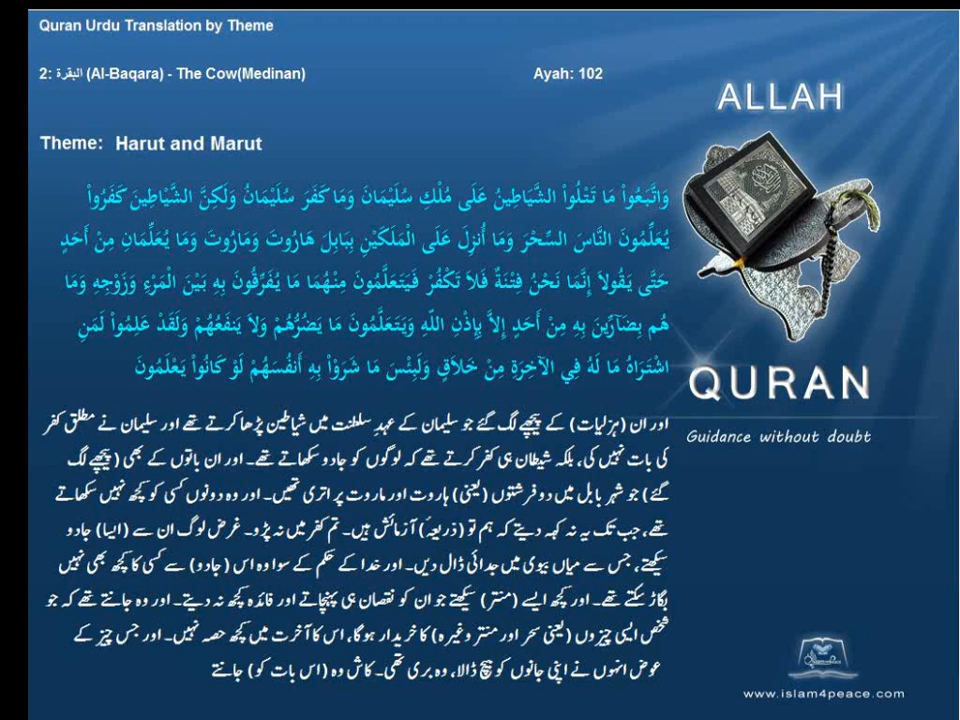 Quran Urdu Translation by Theme
2: البقرة (Al-Baqara) - The Cow(Medinan) Ayah: 102
Theme: Harut and Marut
وَاتَّبَعُواْ مَا تَتْلُواْ الشَّيَاطِينُ عَلَى مُلْكِ سُلَيْمَانَ وَمَا كَفَرَ سُلَيْمَانُ وَلَكِنَّ الشَّيْاطِينَ كَفَرُواْ
يُعَلِّمُونَ النَّاسَ السِّحْرَ وَمَا أُنزِلَ عَلَى الْمَلَكَيْنِ بِبَابِلَ هَارُوتَ وَمَارُوتَ وَمَا يُعَلِّمَانِ مِنْ أَحَدٍ
حَتَّى يَقُولاَ إِنَّمَا نَحْنُ فِتْنَةٌ فَلاَ تَكْفُرْ فَيَتَعَلَّمُونَ مِنْهُمَا مَا يُفَرِّقُونَ بِهِ بَيْنَ الْمَرْءِ وَزَوْجِهِ وَمَا
هُم بِضَآرِّينَ بِهِ مِنْ أَحَدٍ إِلاَّ بِإِذْنِ اللّهِ وَيَتَعَلَّمُونَ مَا يَضُرُّهُمْ وَلاَ يَنفَعُهُمْ وَلَقَدْ عَلِمُواْ لَمَنِ
اشْتَرَاهُ مَا لَهُ فِي الآخِرَةِ مِنْ خَلاَقٍ وَلَبِئْسَ مَا شَرَوْاْ بِهِ أَنفُسَهُمْ لَوْ كَانُواْ يَعْلَمُونَ
اور ان (ہزلیات) کے پیچھے لگ گئے جو سلیمان کے عہدِ سلطنت میں شیاطین پڑھا کرتے تھے اور سلیمان نے مطلق کفر
کی بات نہیں کی، بلکہ شیطان ہی کفر کرتے تھے کہ لوگوں کو جادو سکھاتے تھے۔ اور ان باتوں کے بھی (پیچھے لگ
گئے) جو شہر بابل میں دو فرشتوں (یعنی) ہاروت اور ماروت پر اتری تھیں۔ اور وہ دونوں کسی کو کچھ نہیں سکھاتے
تھے، جب تک یہ نہ کہہ دیتے کہ ہم تو (ذریعۂ) آزمائش ہیں۔ تم کفر میں نہ پڑو۔ غرض لوگ ان سے (ایسا) جادو
سیکھتے، جس سے میاں بیوی میں جدائی ڈال دیں۔ اور خدا کے حکم کے سوا وہ اس (جادو) سے کسی کا کچھ بھی نہیں
بگاڑ سکتے تھے۔ اور کچھ ایسے (منتر) سیکھتے جو ان کو نقصان ہی پہنچاتے اور فائدہ کچھ نہ دیتے۔ اور وہ جانتے تھے کہ جو
شخص ایسی چیزوں (یعنی سحر اور منتر وغیرہ) کا خریدار ہوگا، اس کا آخرت میں کچھ حصہ نہیں۔ اور جس چیز کے
عوض انہوں نے اپنی جانوں کو بیچ ڈالا، وہ بری تھی۔ کاش وہ (اس بات کو) جانتے
ALLAH
QURAN
Guidance without doubt
www.islam4peace.com